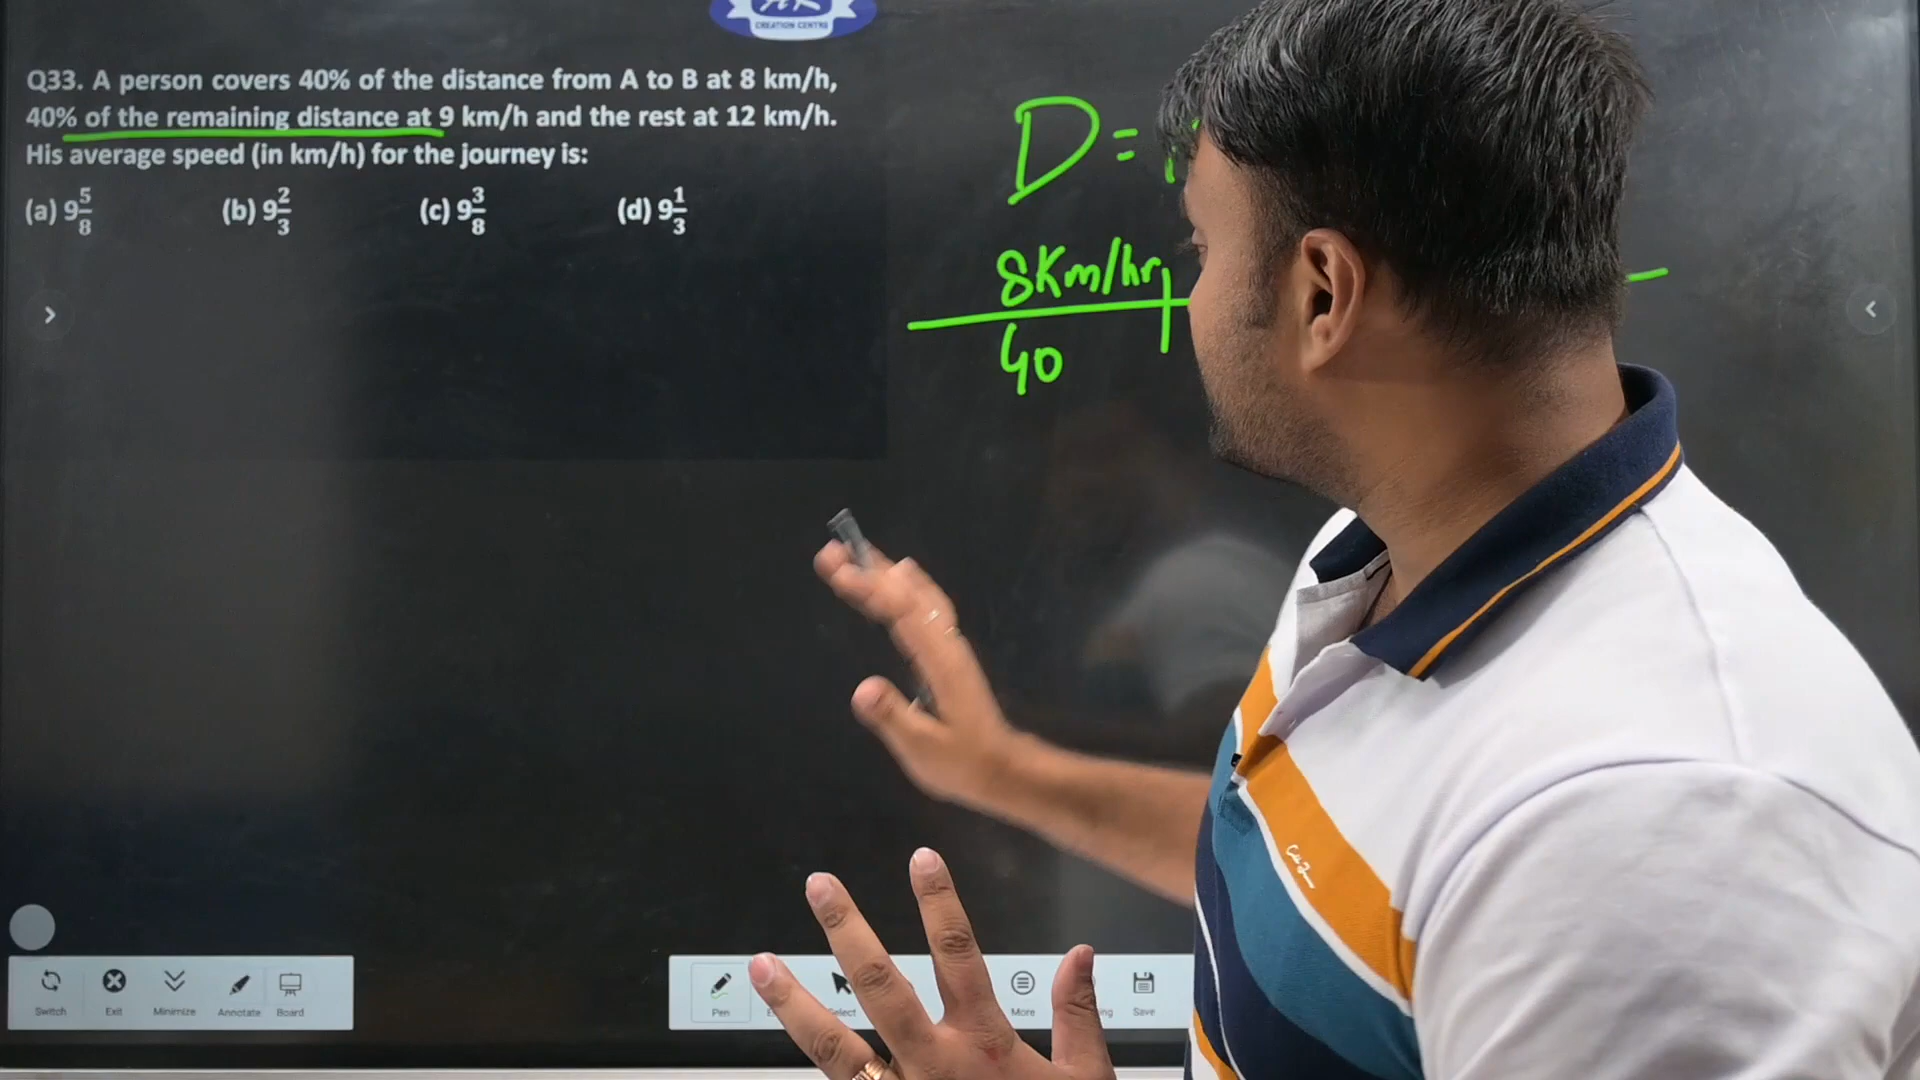 CREATION CENTRE
Q33. A person covers 40% of the distance from A to B at 8 km/h,
40% of the remaining distance at 9 km/h and the rest at 12 km/h.
His average speed (in km/h) for the journey is:
(a) 9 5/8 (b) 9 2/3 (c) 9 3/8 (d) 9 1/3
D =
8Km/hr
40
Switch Exit Minimize Annotate Board
Pen Select More Save